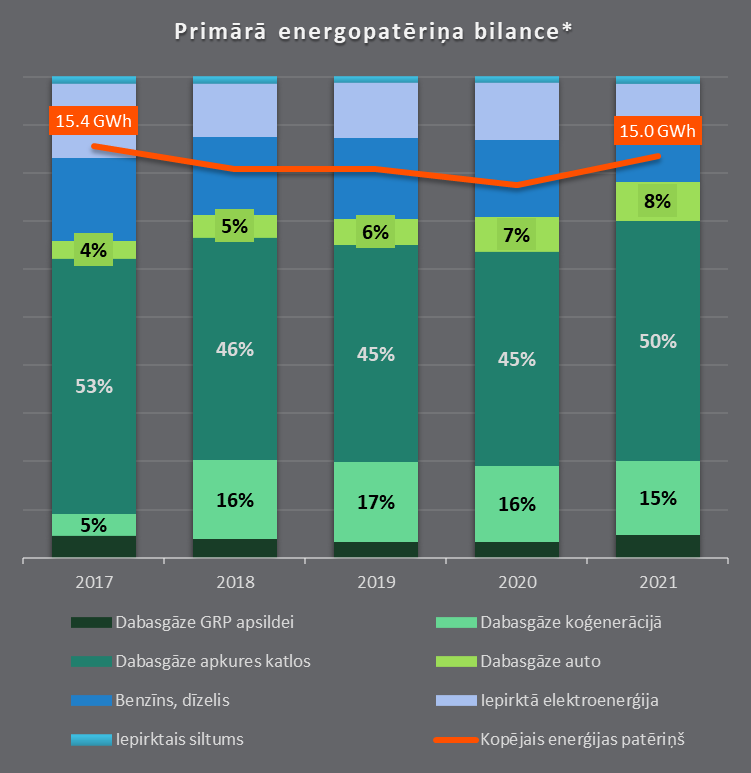 Primārā energopatēriņa bilance*
15.4 GWh
15.0 GWh
4%
5%
6%
7%
8%
53%
46%
45%
45%
50%
5%
16%
17%
16%
15%
2017 2018 2019 2020 2021
Dabasgāze GRP apsildei
Dabasgāze koģenerācijā
Dabasgāze apkures katlos
Dabasgāze auto
Benzīns, dīzelis
Iepirktā elektroenerģija
Iepirktais siltums
Kopējais enerģijas patēriņš